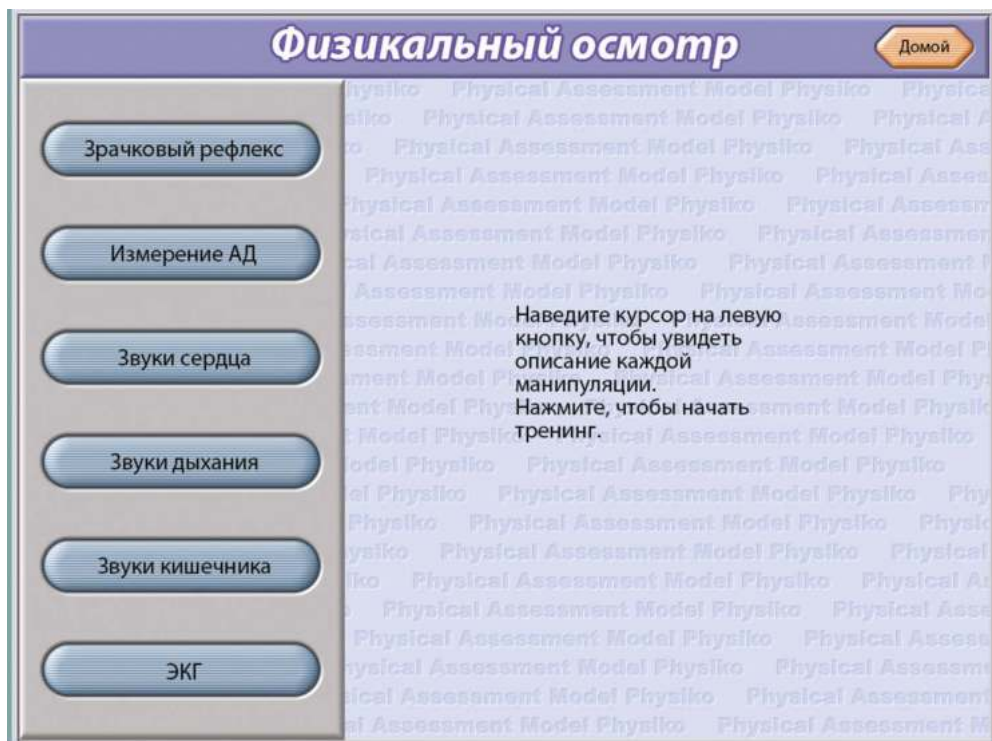 Физикальный осмотр
Домой
Зрачковый рефлекс
Измерение АД
Звуки сердца
Звуки дыхания
Звуки кишечника
ЭКГ
Наведите курсор на левую
кнопку, чтобы увидеть
описание каждой
манипуляции.
Нажмите, чтобы начать
тренинг.
Physical Assessment Model Physiko